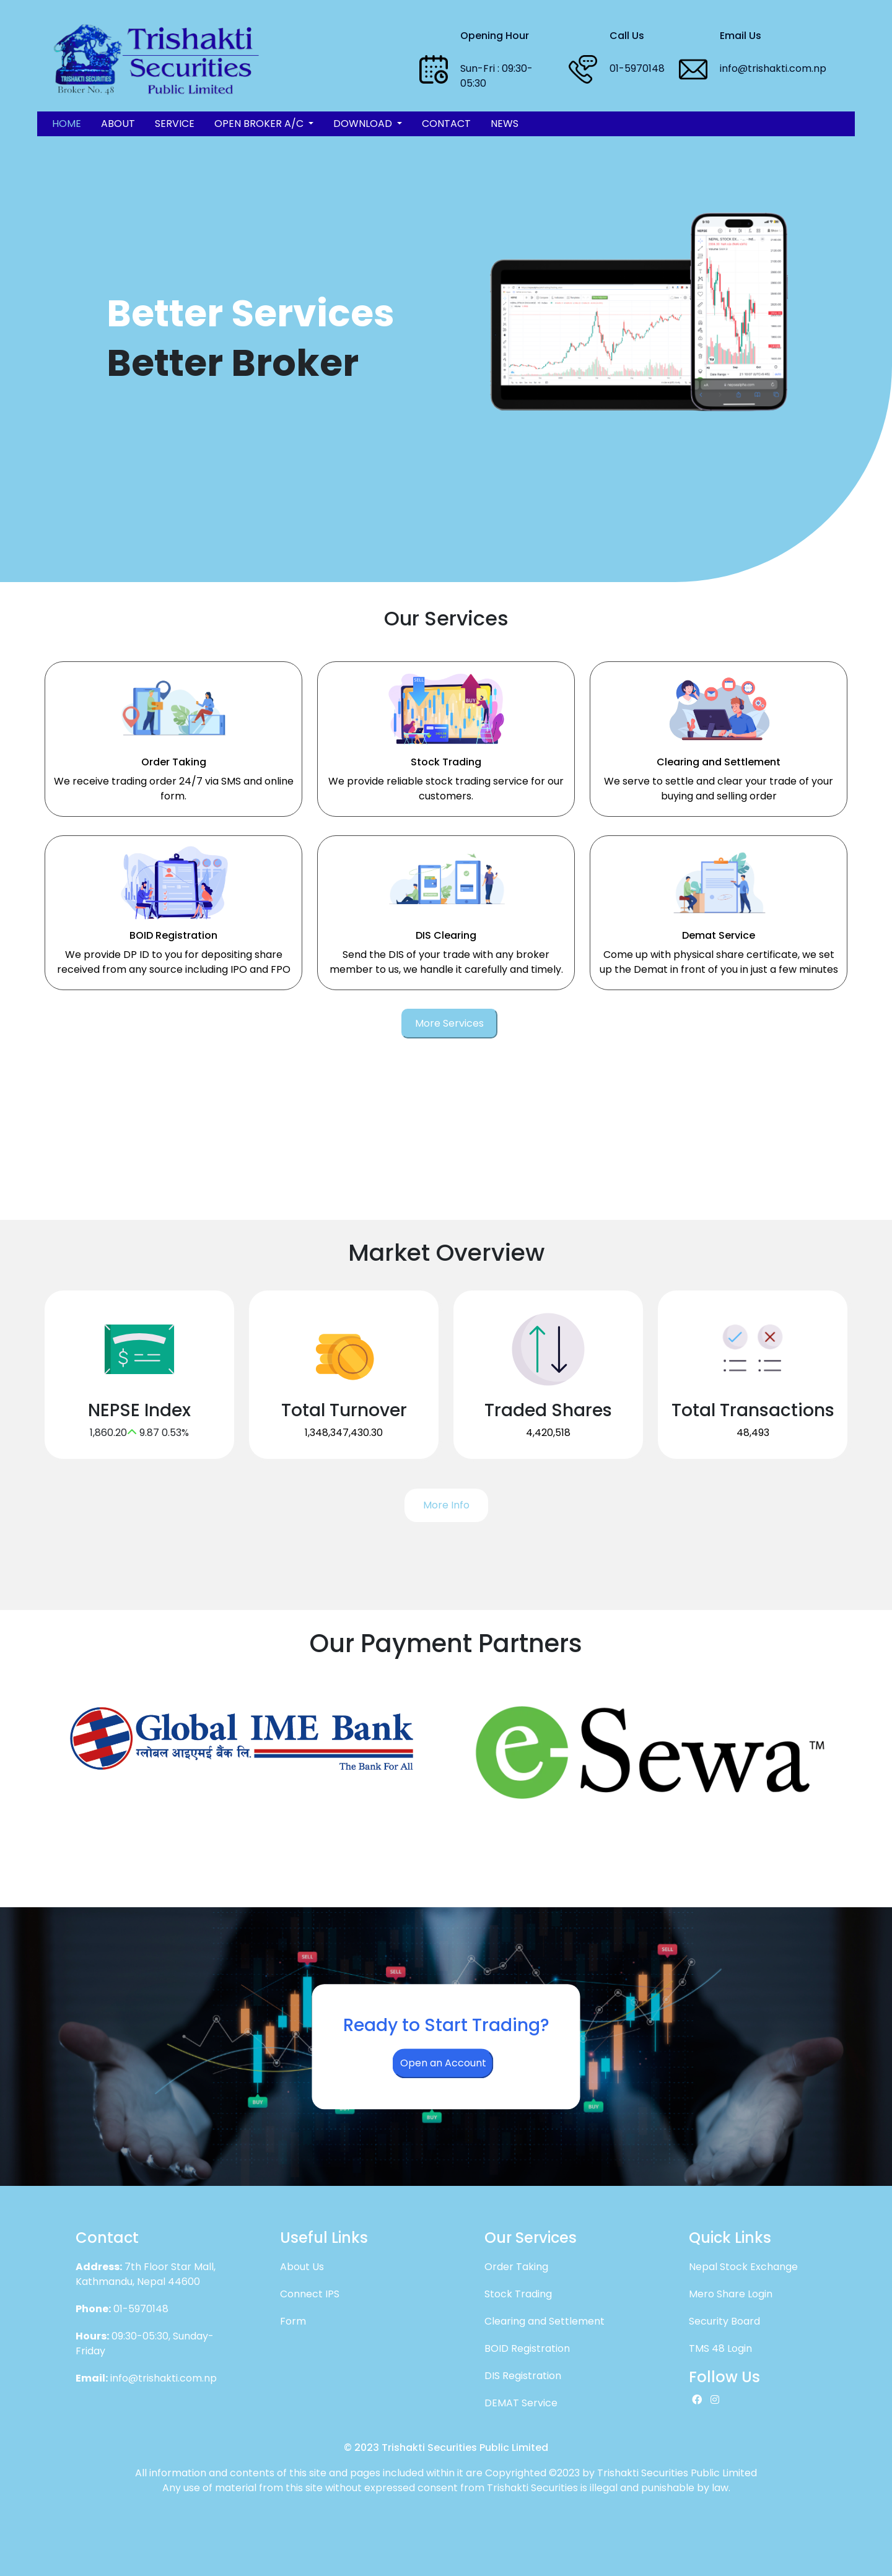 Trishakti
Securities
Public Limited
TRISHAKTI SECURITIES
Broker No. 48
Opening Hour
Sun-Fri : 09:30-
05:30
Call Us
01-5970148
Email Us
info@trishakti.com.np
HOME ABOUT SERVICE OPEN BROKER A/C DOWNLOAD CONTACT NEWS
Better Services
Better Broker
Our Services
Order Taking
We receive trading order 24/7 via SMS and online
form.
SELL
BUY
Stock Trading
We provide reliable stock trading service for our
customers.
Clearing and Settlement
We serve to settle and clear your trade of your
buying and selling order
BOID Registration
We provide DP ID to you for depositing share
received from any source including IPO and FPO
DIS Clearing
Send the DIS of your trade with any broker
member to us, we handle it carefully and timely.
Demat Service
Come up with physical share certificate, we set
up the Demat in front of you in just a few minutes
More Services
Market Overview
$
NEPSE Index
1,860.20 9.87 0.53%
Total Turnover
1,348,347,430.30
Traded Shares
4,420,518
Total Transactions
48,493
More Info
Our Payment Partners
Global IME Bank
ग्लोबल आइएमई बैंक लि.
The Bank For All
e-Sewa TM
SELL
SELL
SELL
Ready to Start Trading?
Open an Account
BUY
BUY
BUY
Contact
Address: 7th Floor Star Mall,
Kathmandu, Nepal 44600
Phone: 01-5970148
Hours: 09:30-05:30, Sunday-
Friday
Email: info@trishakti.com.np
Useful Links
About Us
Connect IPS
Form
Our Services
Order Taking
Stock Trading
Clearing and Settlement
BOID Registration
DIS Registration
DEMAT Service
Quick Links
Nepal Stock Exchange
Mero Share Login
Security Board
TMS 48 Login
Follow Us
© 2023 Trishakti Securities Public Limited
All information and contents of this site and pages included within it are Copyrighted ©2023 by Trishakti Securities Public Limited
Any use of material from this site without expressed consent from Trishakti Securities is illegal and punishable by law.